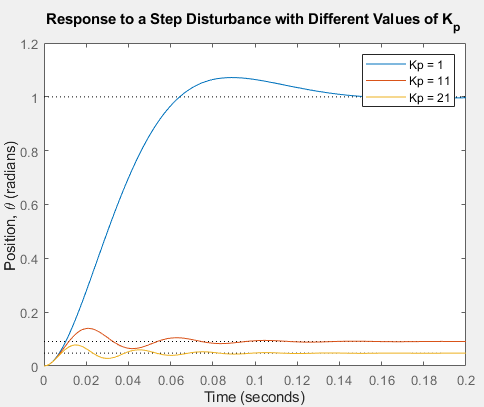 Response to a Step Disturbance with Different Values of Kp
Kp = 1
Kp = 11
Kp = 21
1.2
1
0.8
0.6
0.4
0.2
0
Position, θ (radians)
0 0.02 0.04 0.06 0.08 0.1 0.12 0.14 0.16 0.18 0.2
Time (seconds)